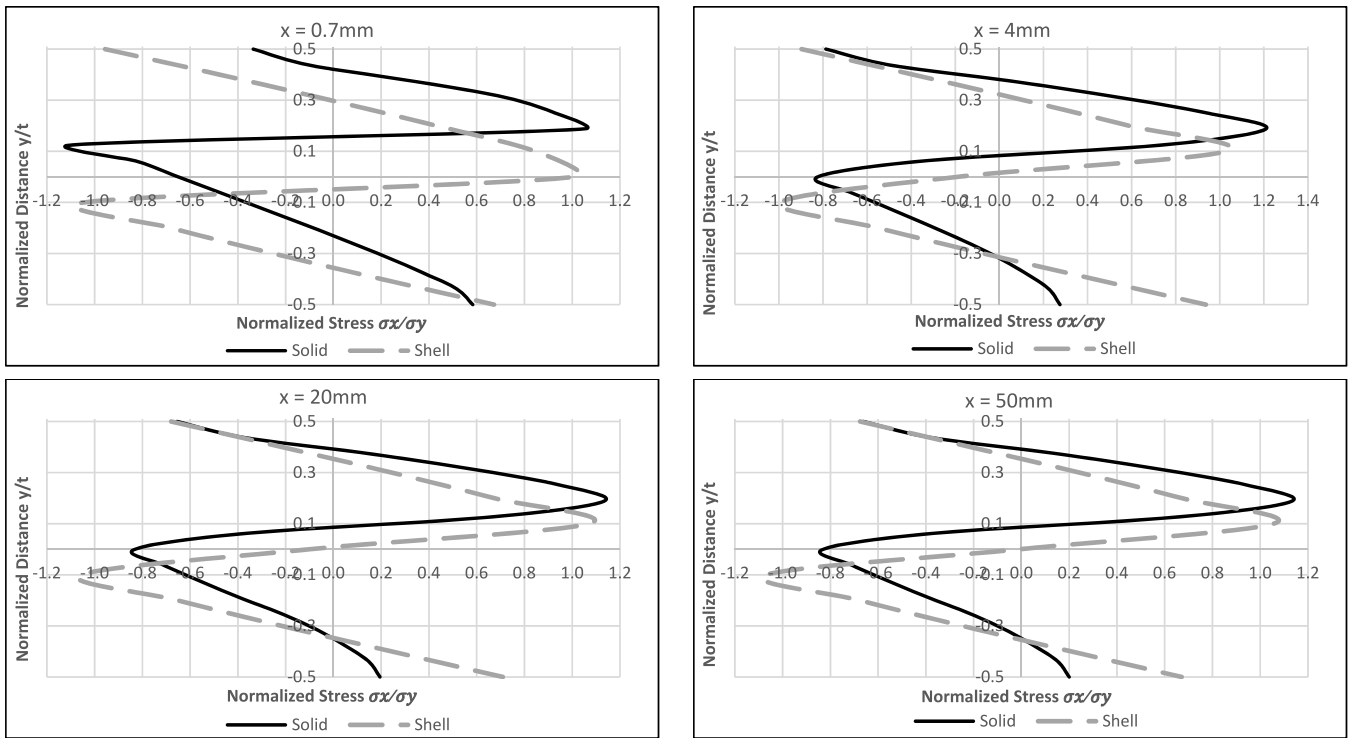 x = 0.7mm
0.5
0.3
0.1
-0.1
-0.3
-0.5
-1.2 -1.0 -0.8 -0.6 -0.4 -0.2 0.0 0.2 0.4 0.6 0.8 1.0 1.2
Normalized Distance y/t
Normalized Stress σx/σy
Solid Shell
x = 4mm
0.5
0.3
0.1
-0.1
-0.3
-0.5
-1.2 -1.0 -0.8 -0.6 -0.4 -0.2 0.0 0.2 0.4 0.6 0.8 1.0 1.2 1.4
Normalized Distance y/t
Normalized Stress σx/σy
Solid Shell
x = 20mm
0.5
0.3
0.1
-0.1
-0.3
-0.5
-1.2 -1.0 -0.8 -0.6 -0.4 -0.2 0.0 0.2 0.4 0.6 0.8 1.0 1.2
Normalized Distance y/t
Normalized Stress σx/σy
Solid Shell
x = 50mm
0.5
0.3
0.1
-0.1
-0.3
-0.5
-1.2 -1.0 -0.8 -0.6 -0.4 -0.2 0.0 0.2 0.4 0.6 0.8 1.0 1.2
Normalized Distance y/t
Normalized Stress σx/σy
Solid Shell